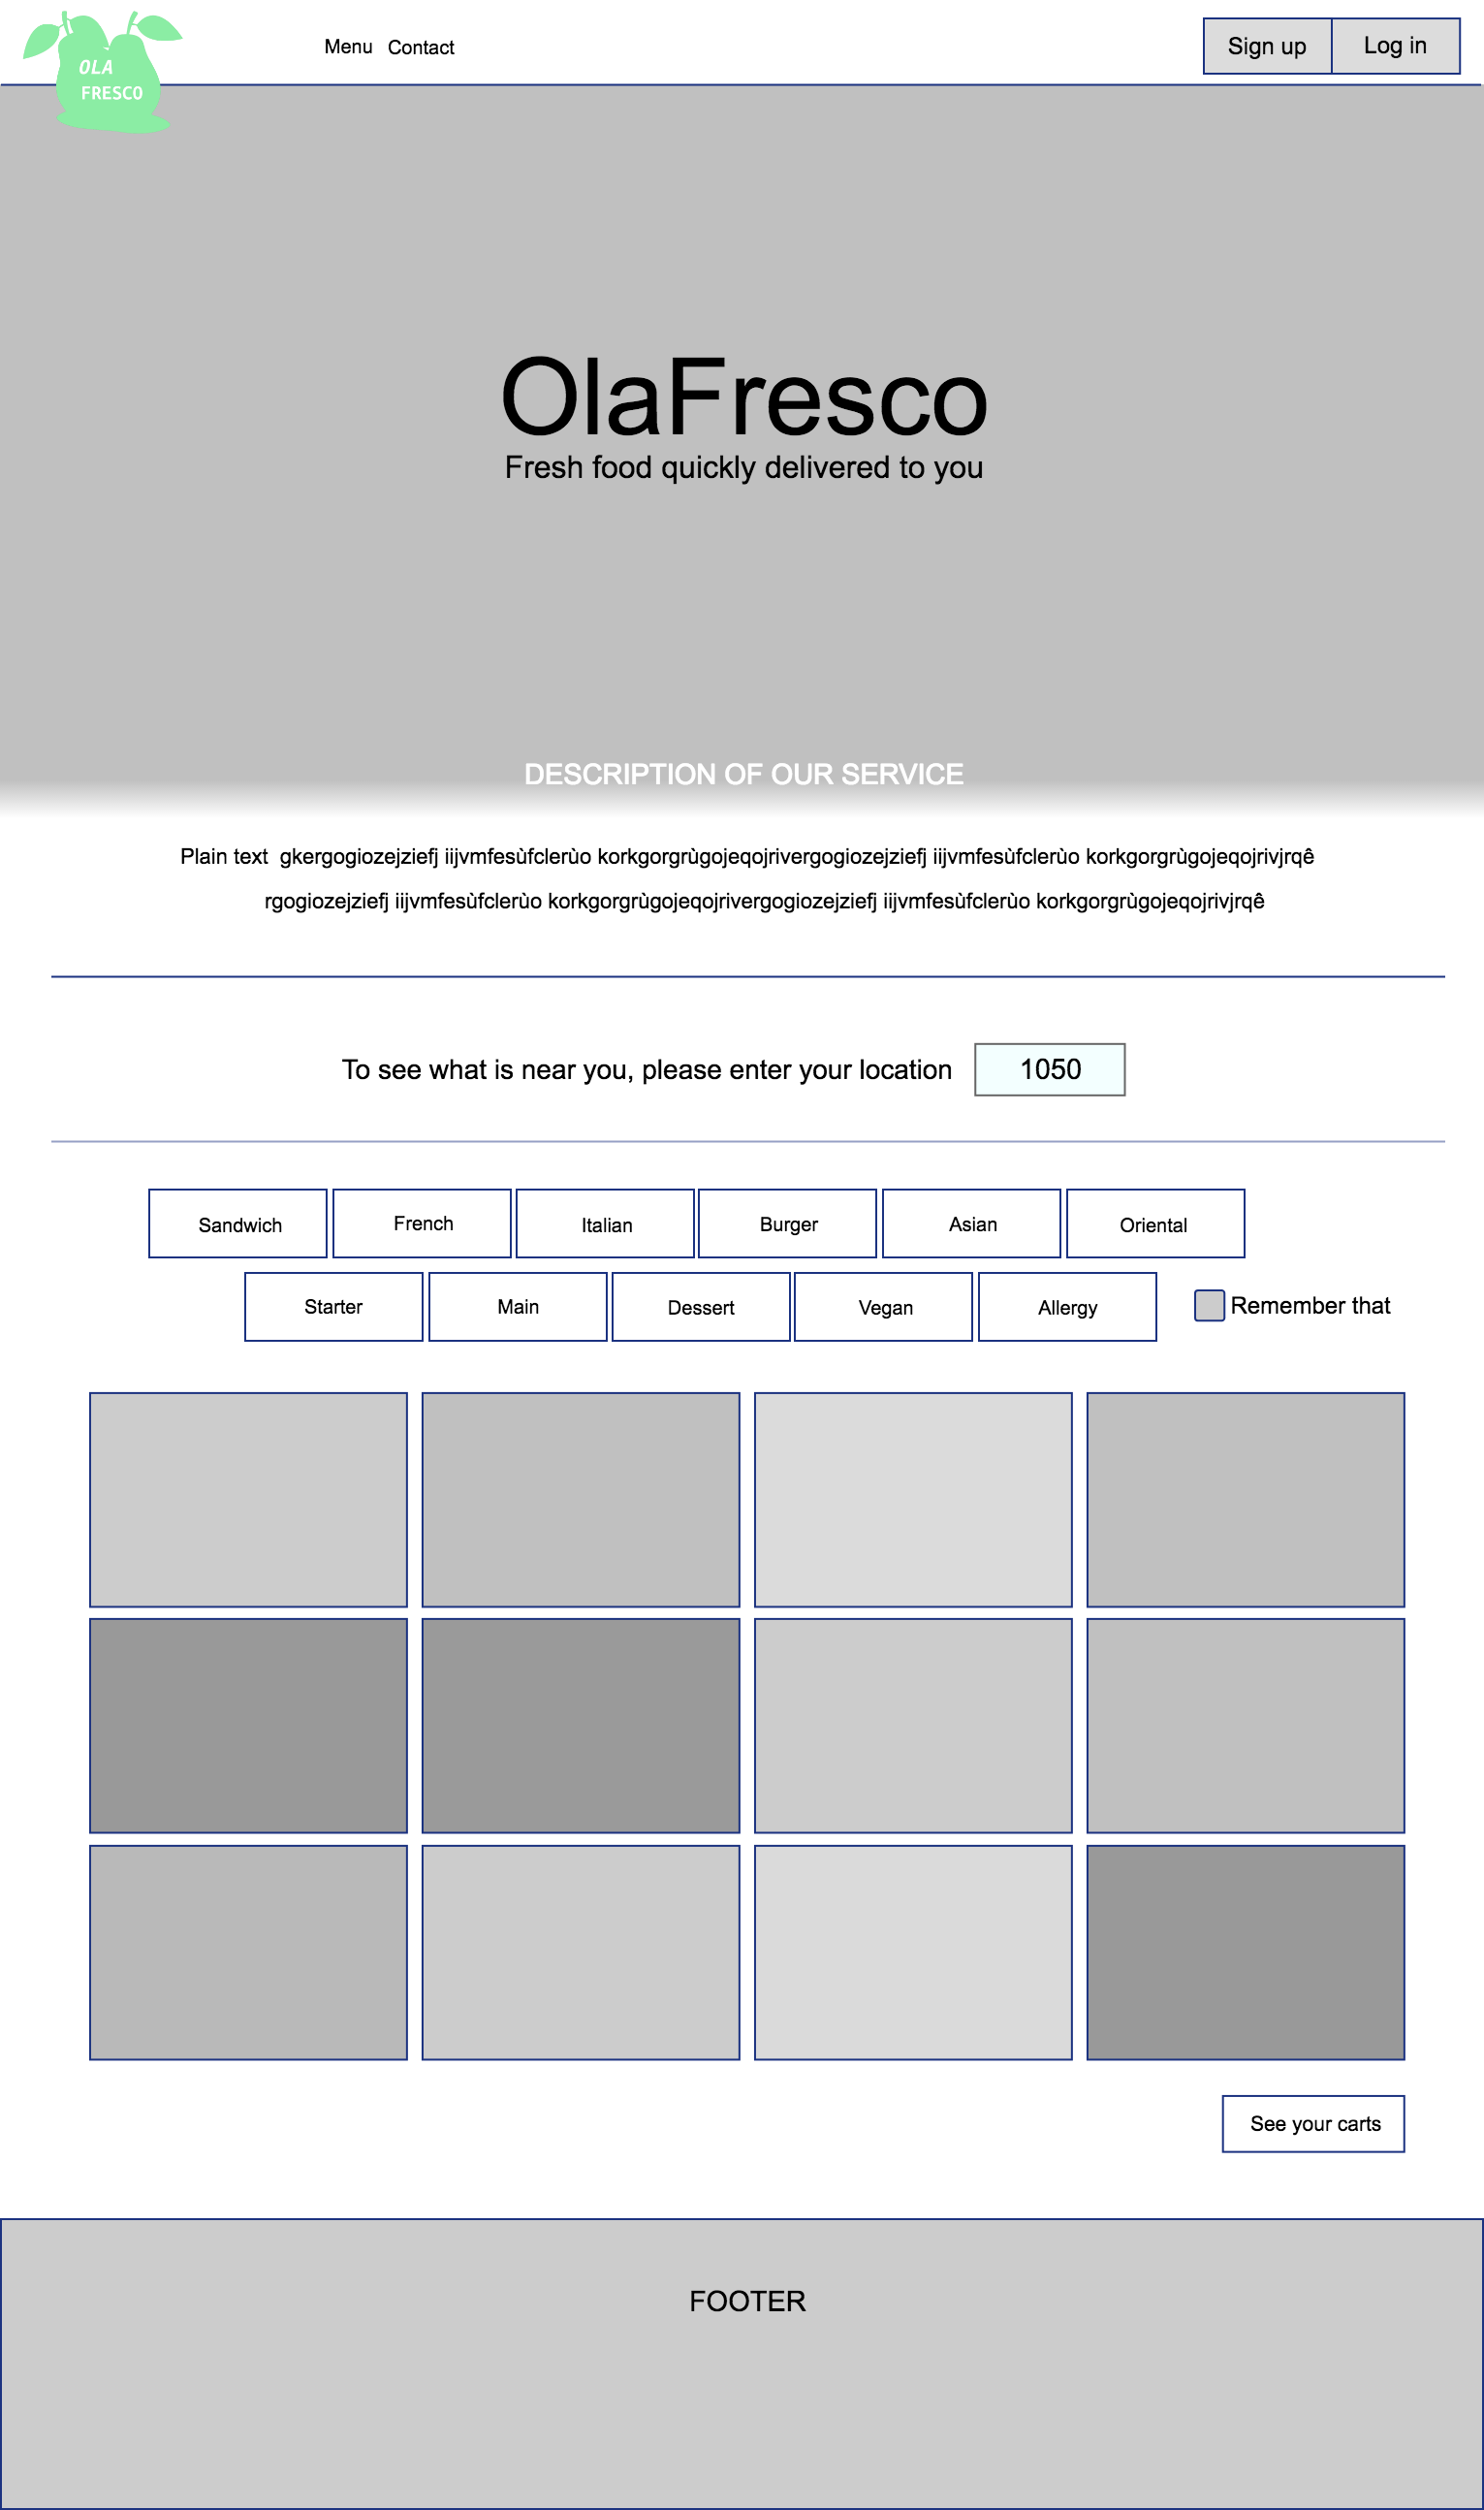 OLA
FRESCO
Menu Contact
Sign up Log in
OlaFresco
Fresh food quickly delivered to you
DESCRIPTION OF OUR SERVICE
Plain text gkergogiozejziefj iijvmfesùfclerùo korkgorgrùgojeqojrivergogiozejziefj iijvmfesùfclerùo korkgorgrùgojeqojrivjrqê
rgogiozejziefj iijvmfesùfclerùo korkgorgrùgojeqojrivergogiozejziefj iijvmfesùfclerùo korkgorgrùgojeqojrivjrqê
To see what is near you, please enter your location 1050
Sandwich French Italian Burger Asian Oriental
Starter Main Dessert Vegan Allergy Remember that
See your carts
FOOTER